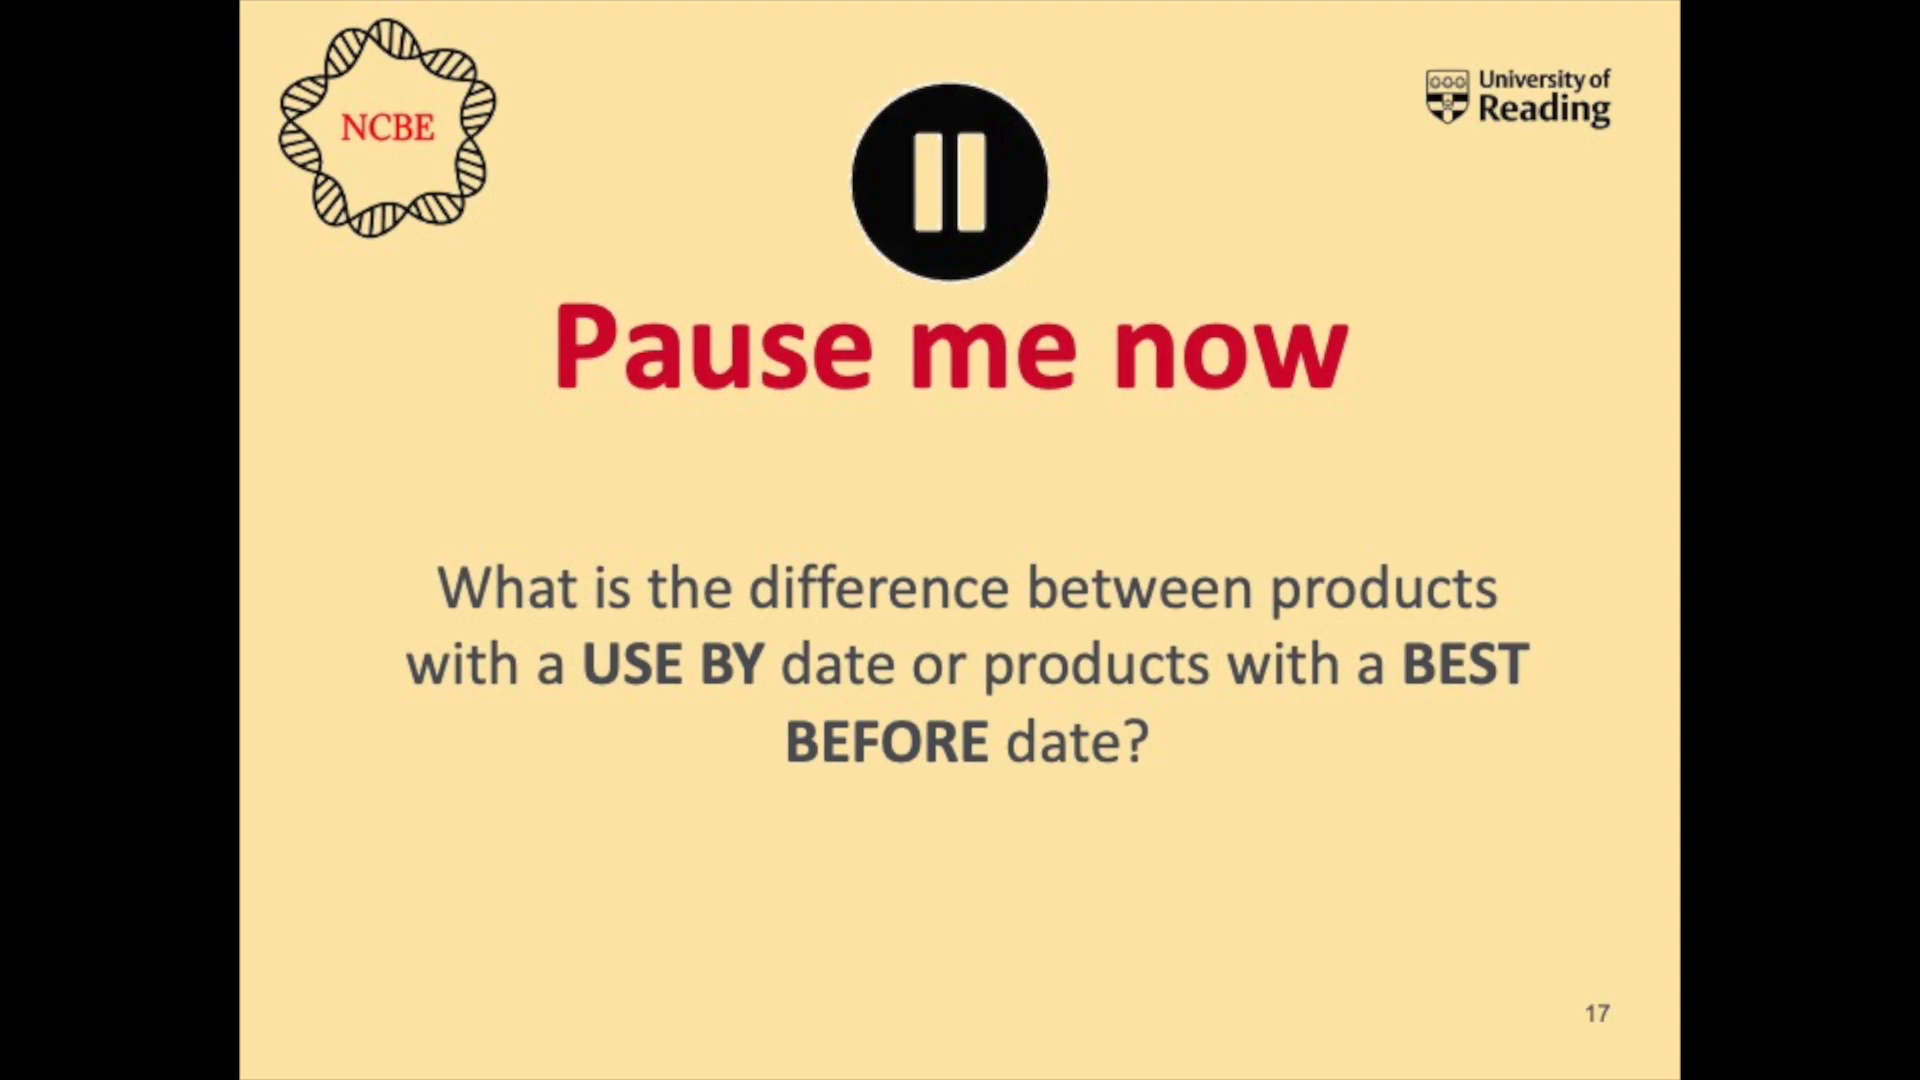 NCBE
University of
Reading
Pause me now
What is the difference between products
with a USE BY date or products with a BEST
BEFORE date?
17